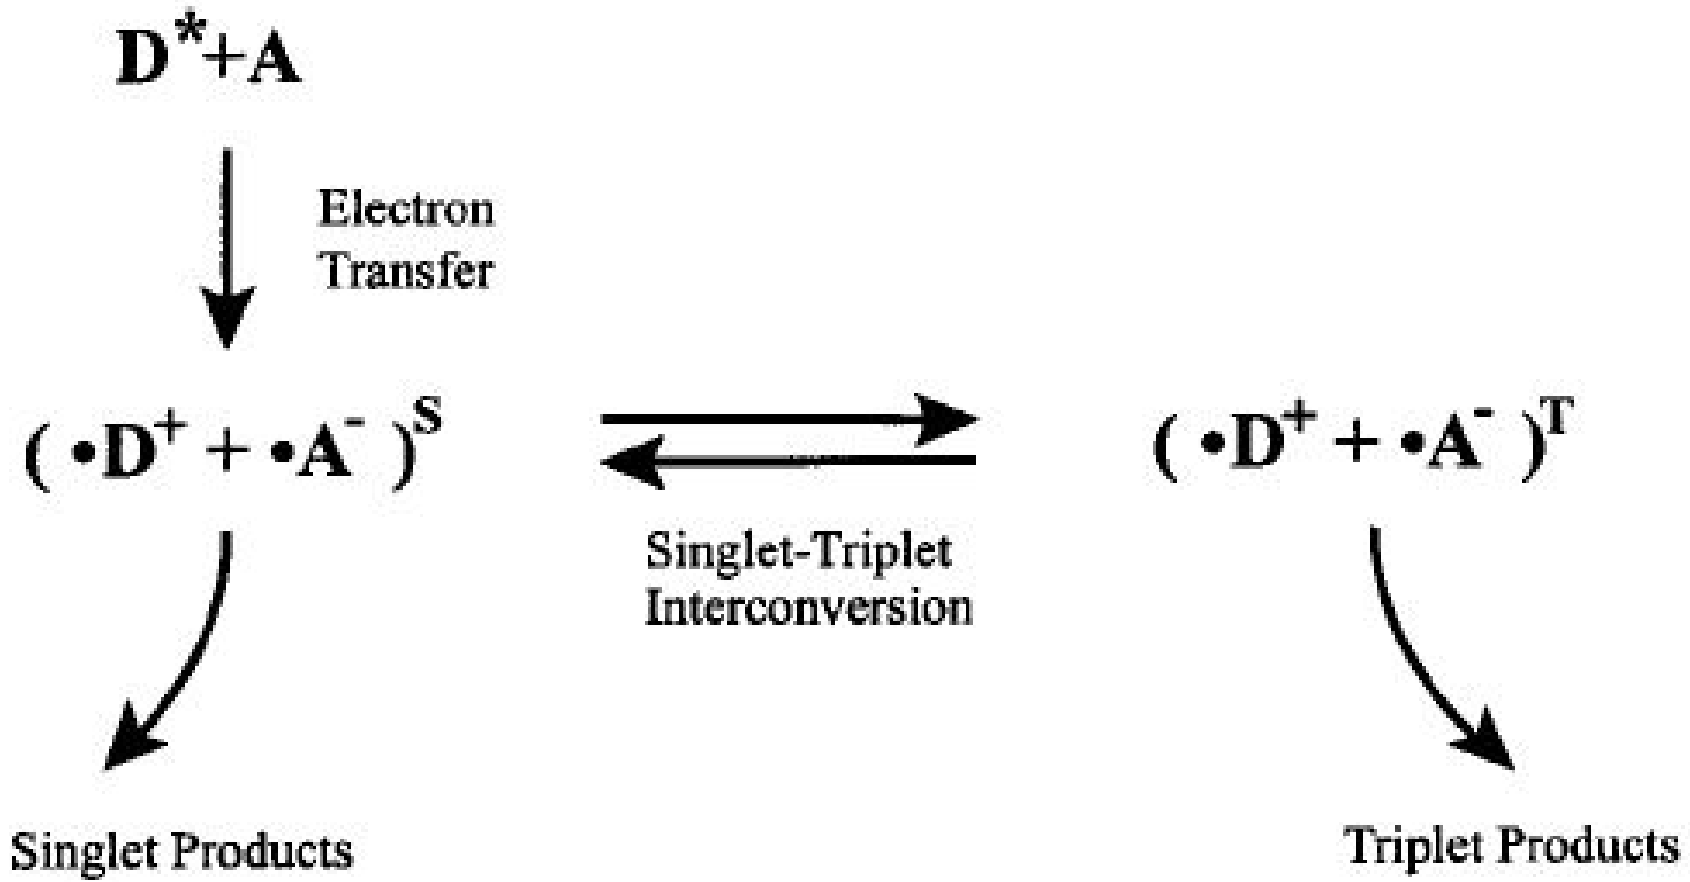 D*+A
Electron
Transfer
( •D⁺ + •A⁻ )ˢ
( •D⁺ + •A⁻ )ᵀ
Singlet-Triplet
Interconversion
Singlet Products
Triplet Products